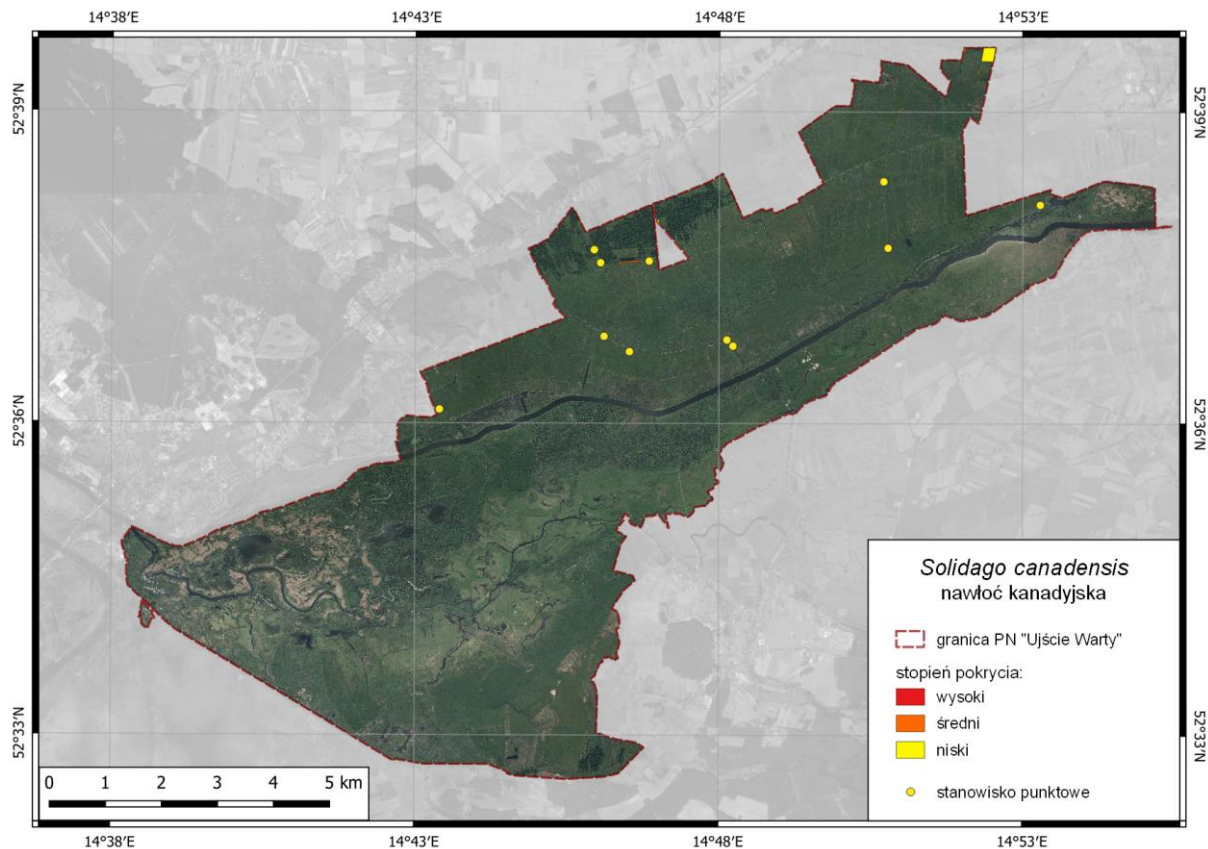 14°38'E 14°43'E 14°48'E 14°53'E
52°39'N 52°39'N
52°36'N 52°36'N
52°33'N 52°33'N
Solidago canadensis
nawłoć kanadyjska
granica PN "Ujście Warty"
stopień pokrycia:
wysoki
średni
niski
stanowisko punktowe
0 1 2 3 4 5 km
14°38'E 14°43'E 14°48'E 14°53'E